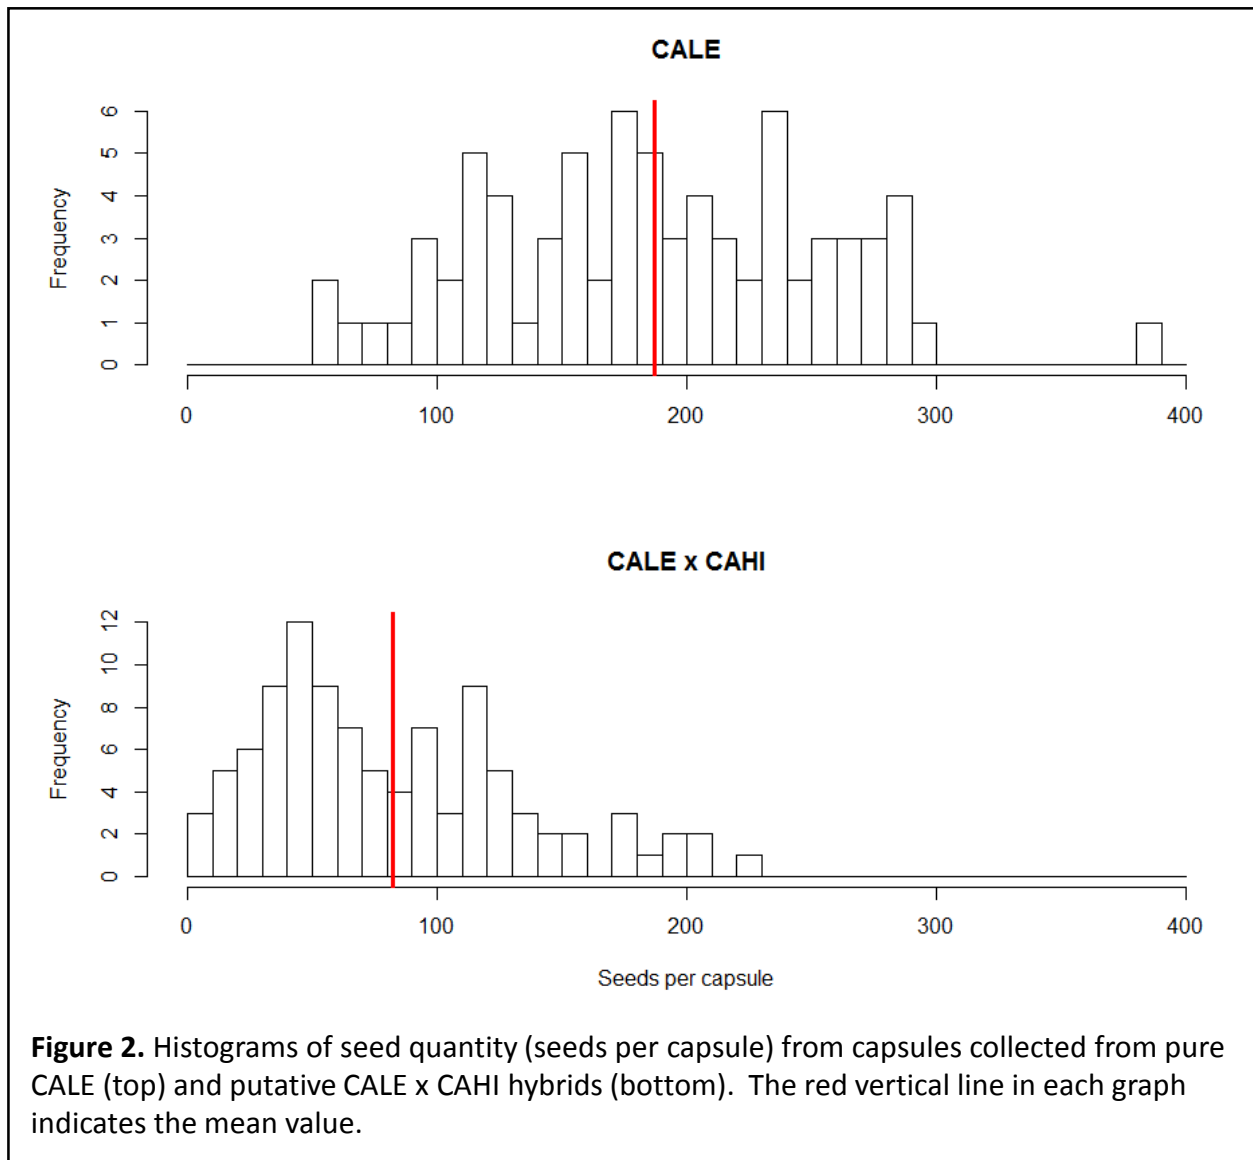 CALE
Frequency
0 1 2 3 4 5 6
0 100 200 300 400
CALE x CAHI
Frequency
0 2 4 6 8 10 12
0 100 200 300 400
Seeds per capsule
Figure 2. Histograms of seed quantity (seeds per capsule) from capsules collected from pure
CALE (top) and putative CALE x CAHI hybrids (bottom).  The red vertical line in each graph
indicates the mean value.